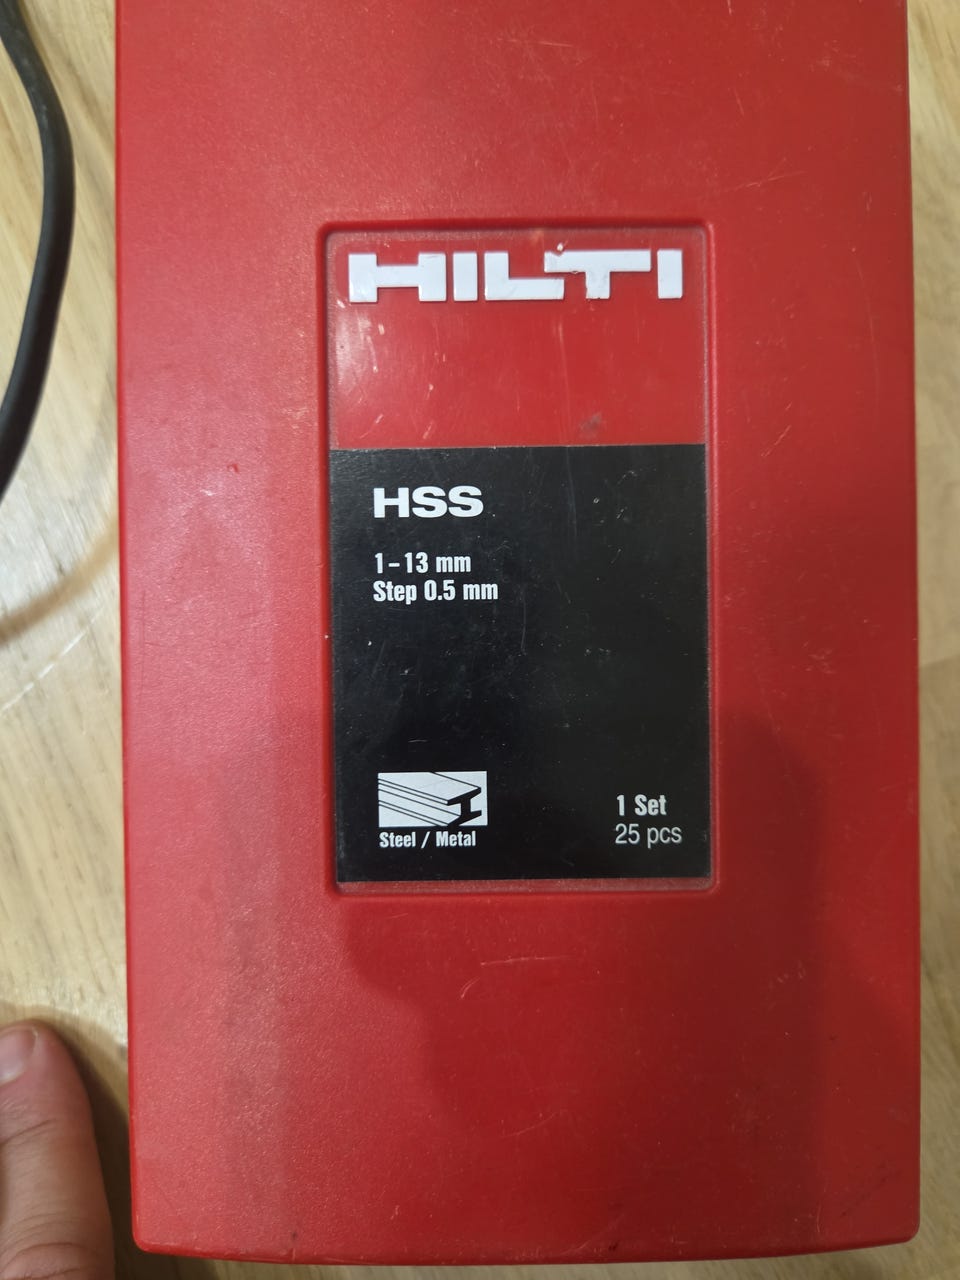 HILTI
HSS
1-13 mm
Step 0.5 mm
Steel / Metal
1 Set
25 pcs